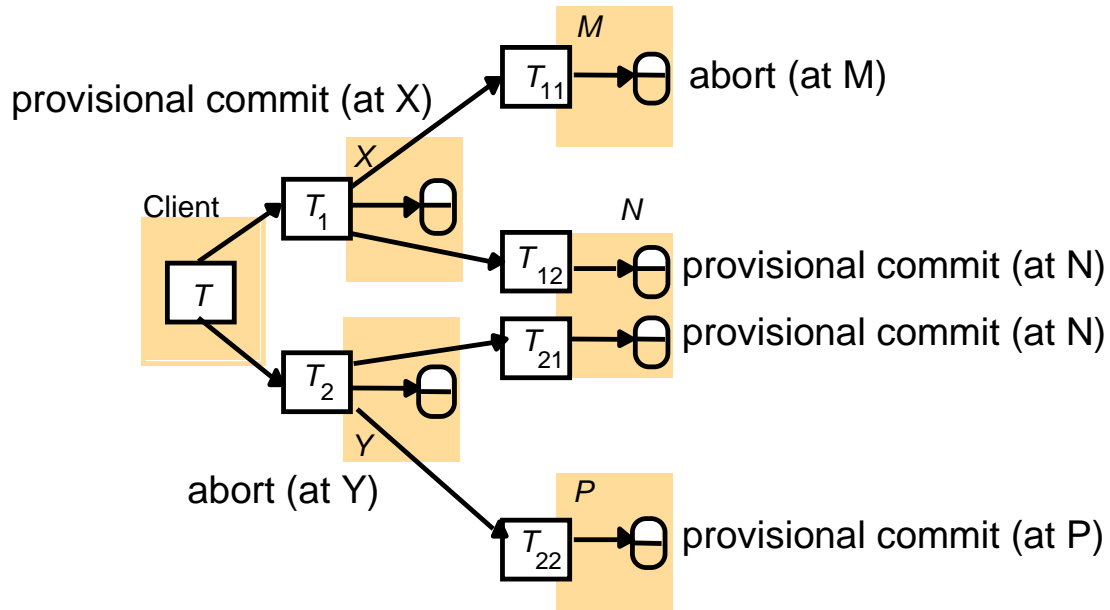 M
T11
abort (at M)
provisional commit (at X)
X
Client
T1
N
T12
provisional commit (at N)
T
T21
provisional commit (at N)
T2
Y
abort (at Y)
P
T22
provisional commit (at P)